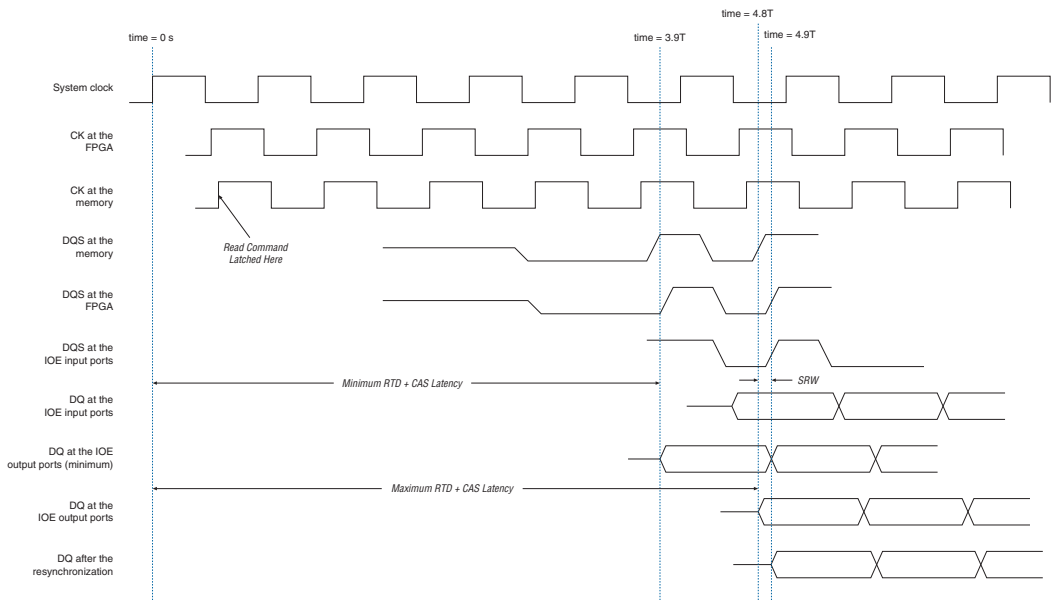 time = 4.8T
time = 0 s
time = 3.9T
time = 4.9T
System clock
CK at the
FPGA
CK at the
memory
Read Command
Latched Here
DQS at the
memory
DQS at the
FPGA
DQS at the
IOE input ports
Minimum RTD + CAS Latency
SRW
DQ at the
IOE input ports
DQ at the IOE
output ports (minimum)
Maximum RTD + CAS Latency
DQ at the
IOE output ports
DQ after the
resynchronization